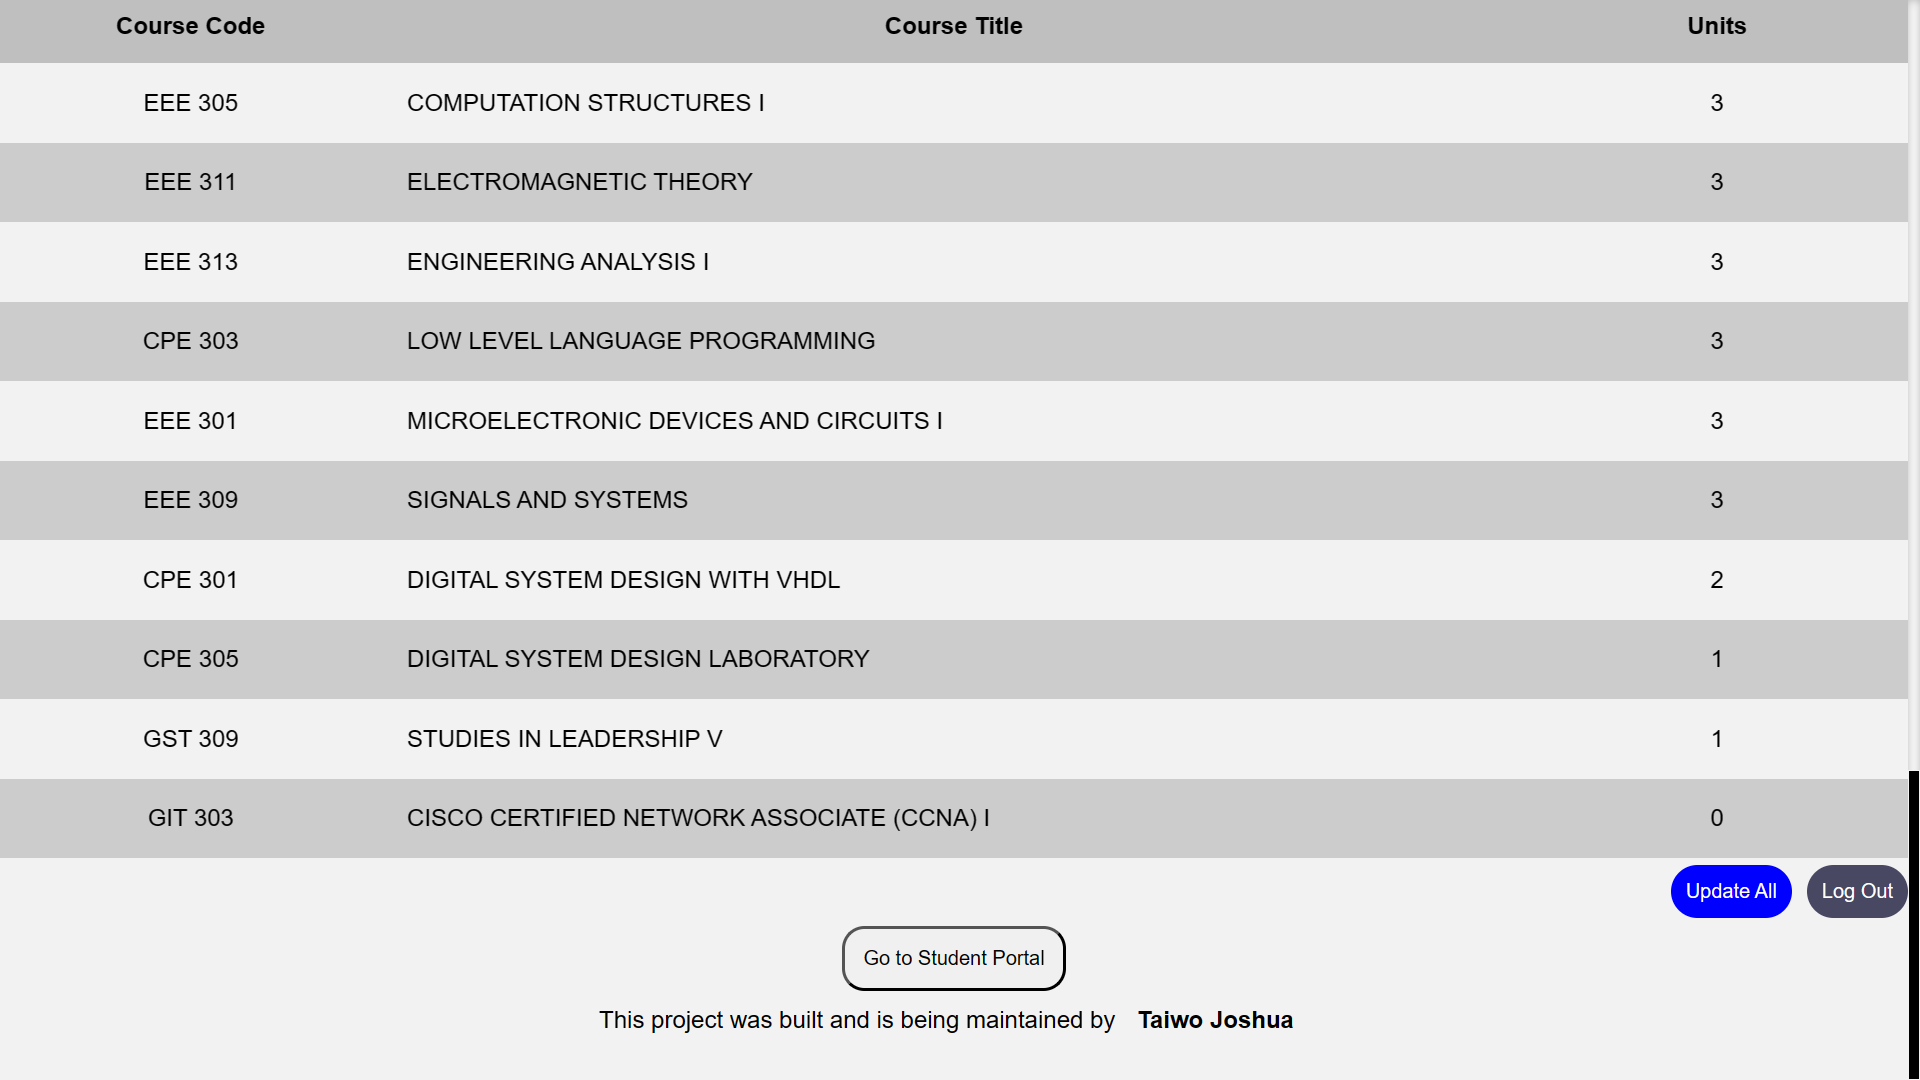 Course Code Course Title Units
EEE 305 COMPUTATION STRUCTURES I 3
EEE 311 ELECTROMAGNETIC THEORY 3
EEE 313 ENGINEERING ANALYSIS I 3
CPE 303 LOW LEVEL LANGUAGE PROGRAMMING 3
EEE 301 MICROELECTRONIC DEVICES AND CIRCUITS I 3
EEE 309 SIGNALS AND SYSTEMS 3
CPE 301 DIGITAL SYSTEM DESIGN WITH VHDL 2
CPE 305 DIGITAL SYSTEM DESIGN LABORATORY 1
GST 309 STUDIES IN LEADERSHIP V 1
GIT 303 CISCO CERTIFIED NETWORK ASSOCIATE (CCNA) I 0
Update All Log Out
Go to Student Portal
This project was built and is being maintained by Taiwo Joshua